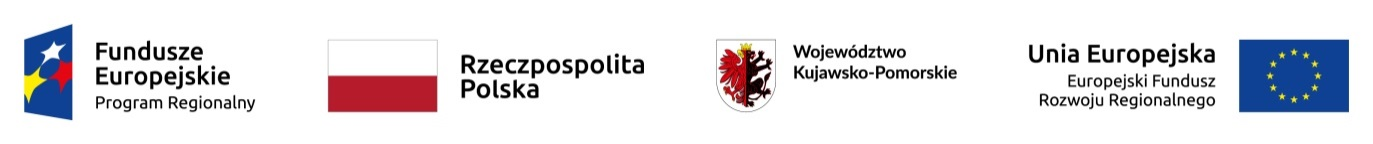 Fundusze
Europejskie
Program Regionalny
Rzeczpospolita
Polska
Województwo
Kujawsko-Pomorskie
Unia Europejska
Europejski Fundusz
Rozwoju Regionalnego